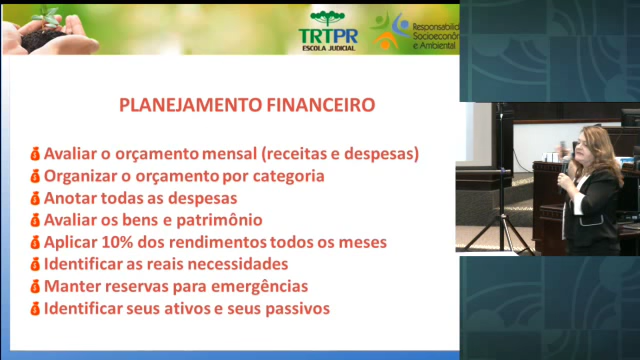 TRTPR
ESCOLA JUDICIAL
Socioeconôm
e Ambiental
PLANEJAMENTO FINANCEIRO
Avaliar o orçamento mensal (receitas e despesas)
Organizar o orçamento por categoria
Anotar todas as despesas
Avaliar os bens e patrimônio
Aplicar 10% dos rendimentos todos os meses
Identificar as reais necessidades
Manter reservas para emergências
Identificar seus ativos e seus passivos